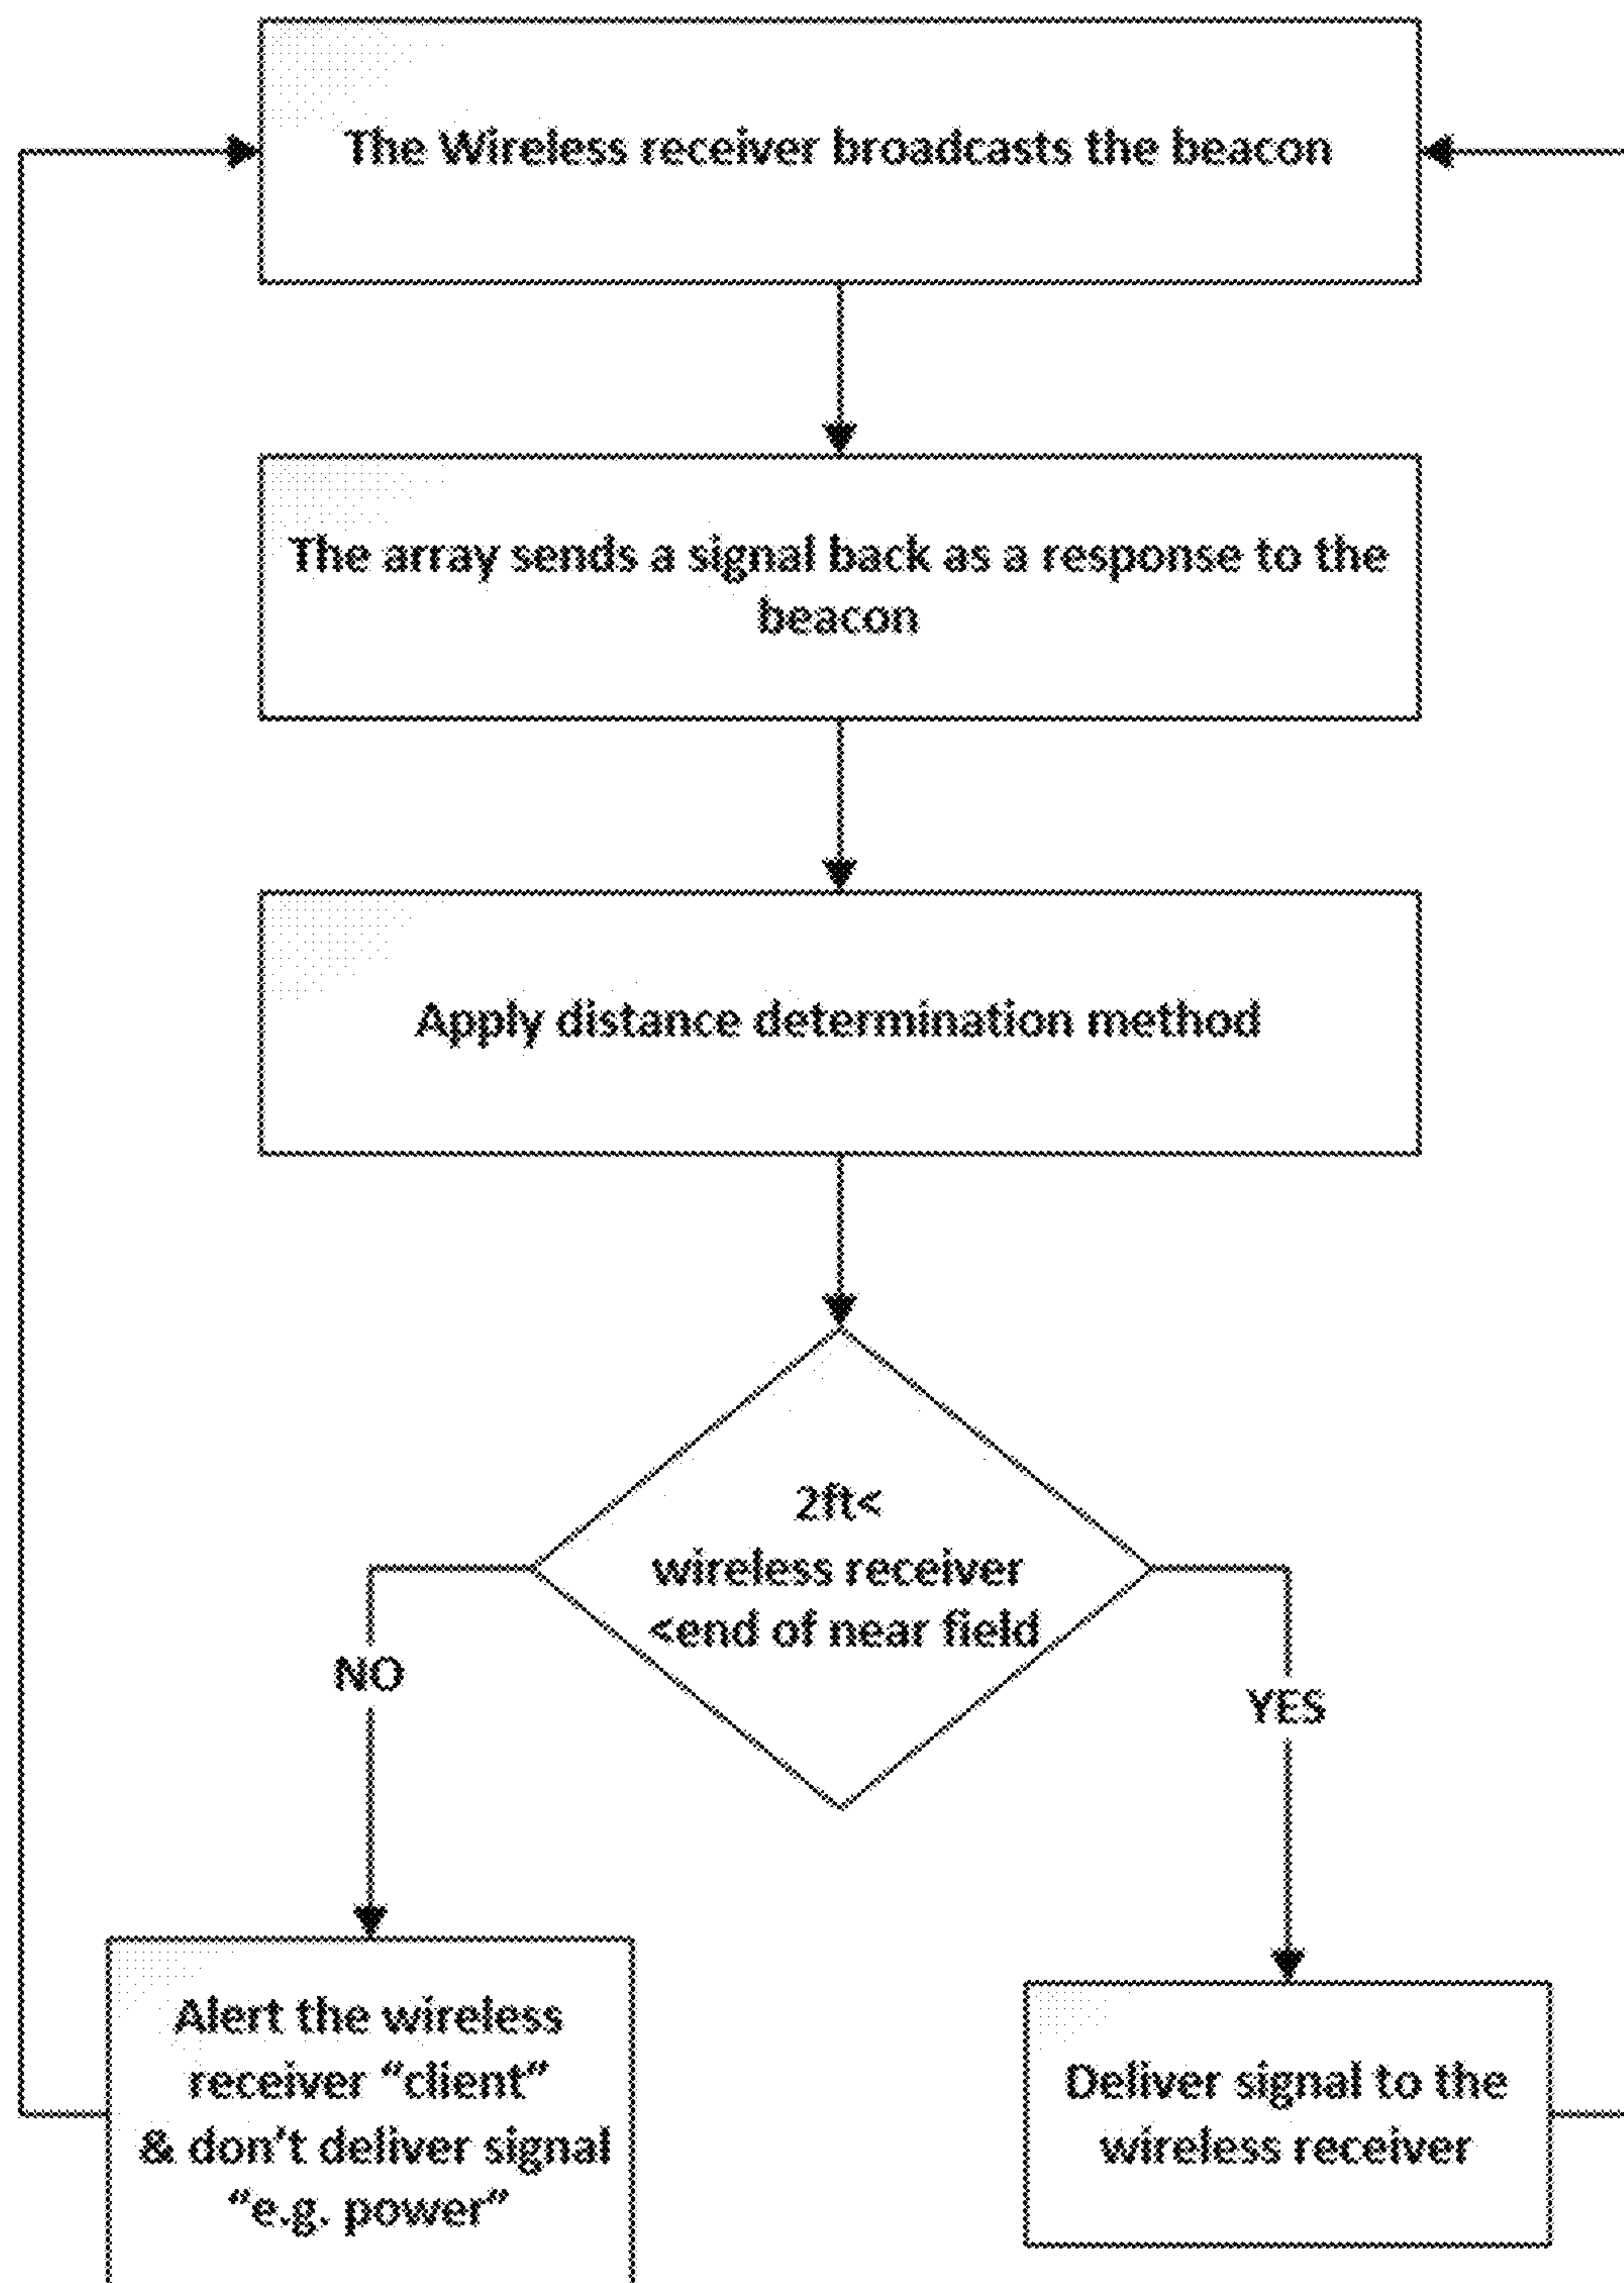 The Wireless receiver broadcasts the beacon
The array sends a signal back as a response to the
beacon
Apply distance determination method
2ft<
wireless receiver
<end of near field
NO
YES
Alert the wireless
receiver “client”
& don’t deliver signal
“e.g. power”
Deliver signal to the
wireless receiver